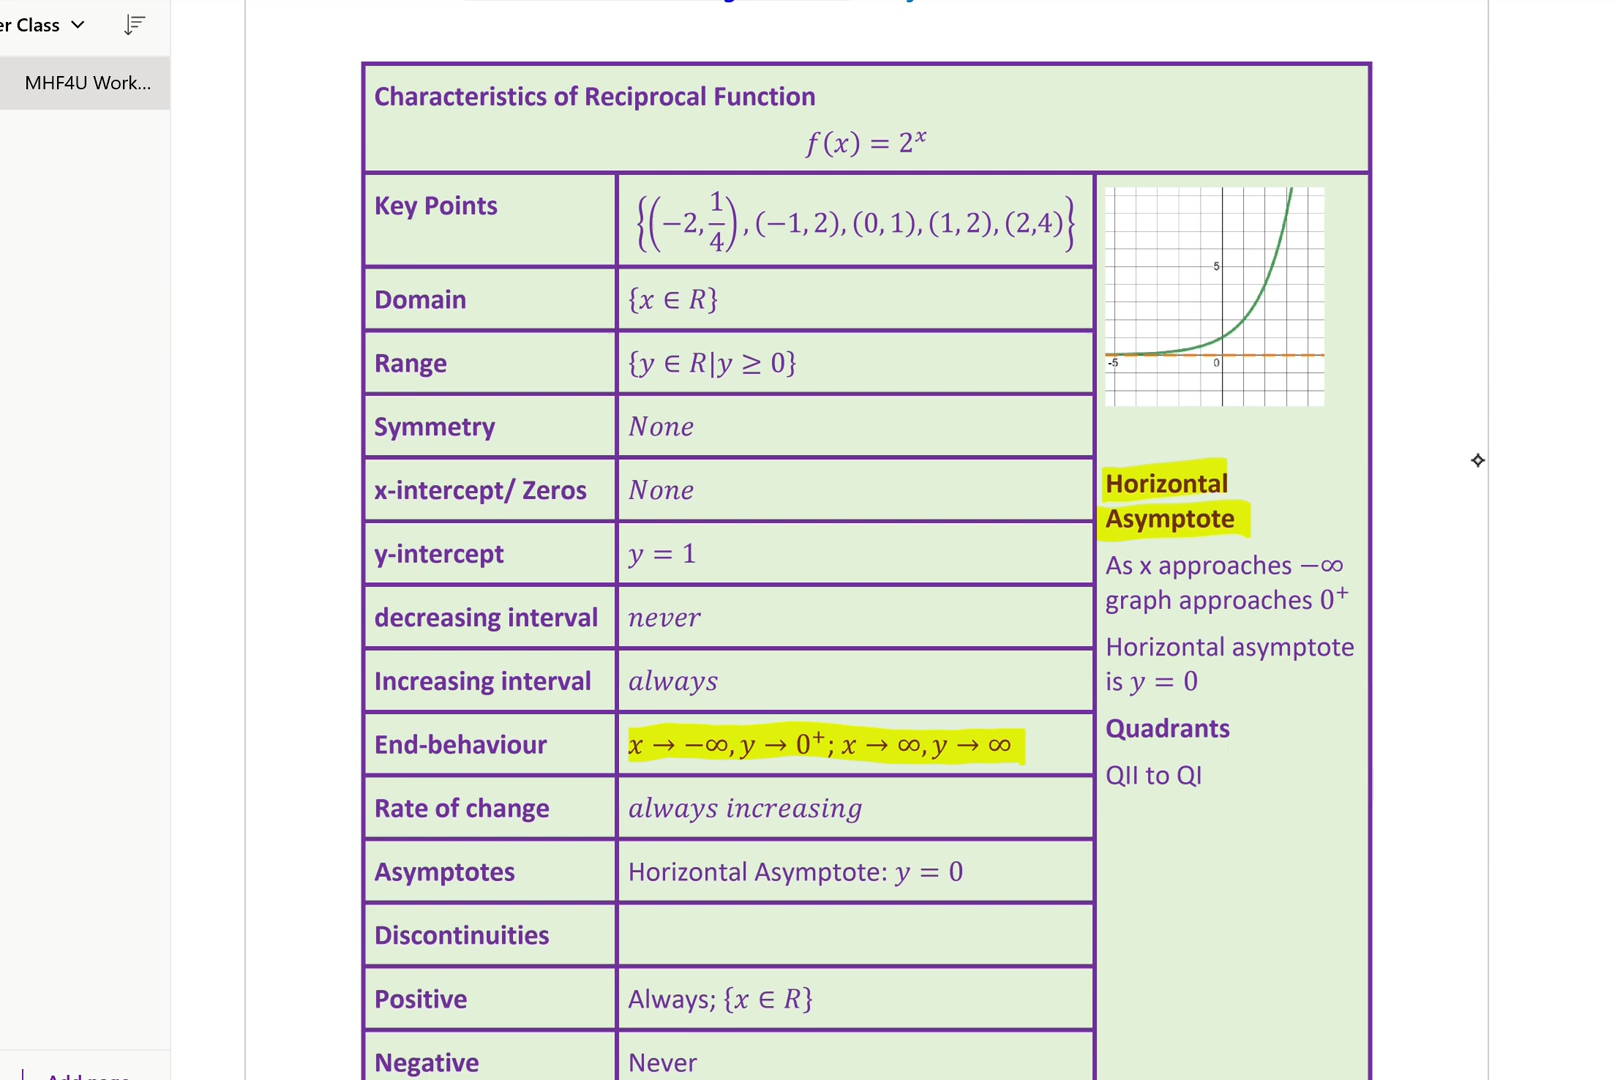 er Class
MHF4U Work...
Characteristics of Reciprocal Function
f(x) = 2ˣ
Key Points
{(−2, 1/4), (−1, 2), (0, 1), (1, 2), (2,4)}
5
-5
0
Domain
{x ∈ R}
Range
{y ∈ R|y ≥ 0}
Symmetry
None
x-intercept/ Zeros
None
y-intercept
y = 1
decreasing interval
never
Increasing interval
always
End-behaviour
x → −∞, y → 0⁺; x → ∞, y → ∞
Rate of change
always increasing
Asymptotes
Horizontal Asymptote: y = 0
Discontinuities
Positive
Always; {x ∈ R}
Negative
Never
Horizontal
Asymptote
As x approaches −∞
graph approaches 0⁺
Horizontal asymptote
is y = 0
Quadrants
QII to QI